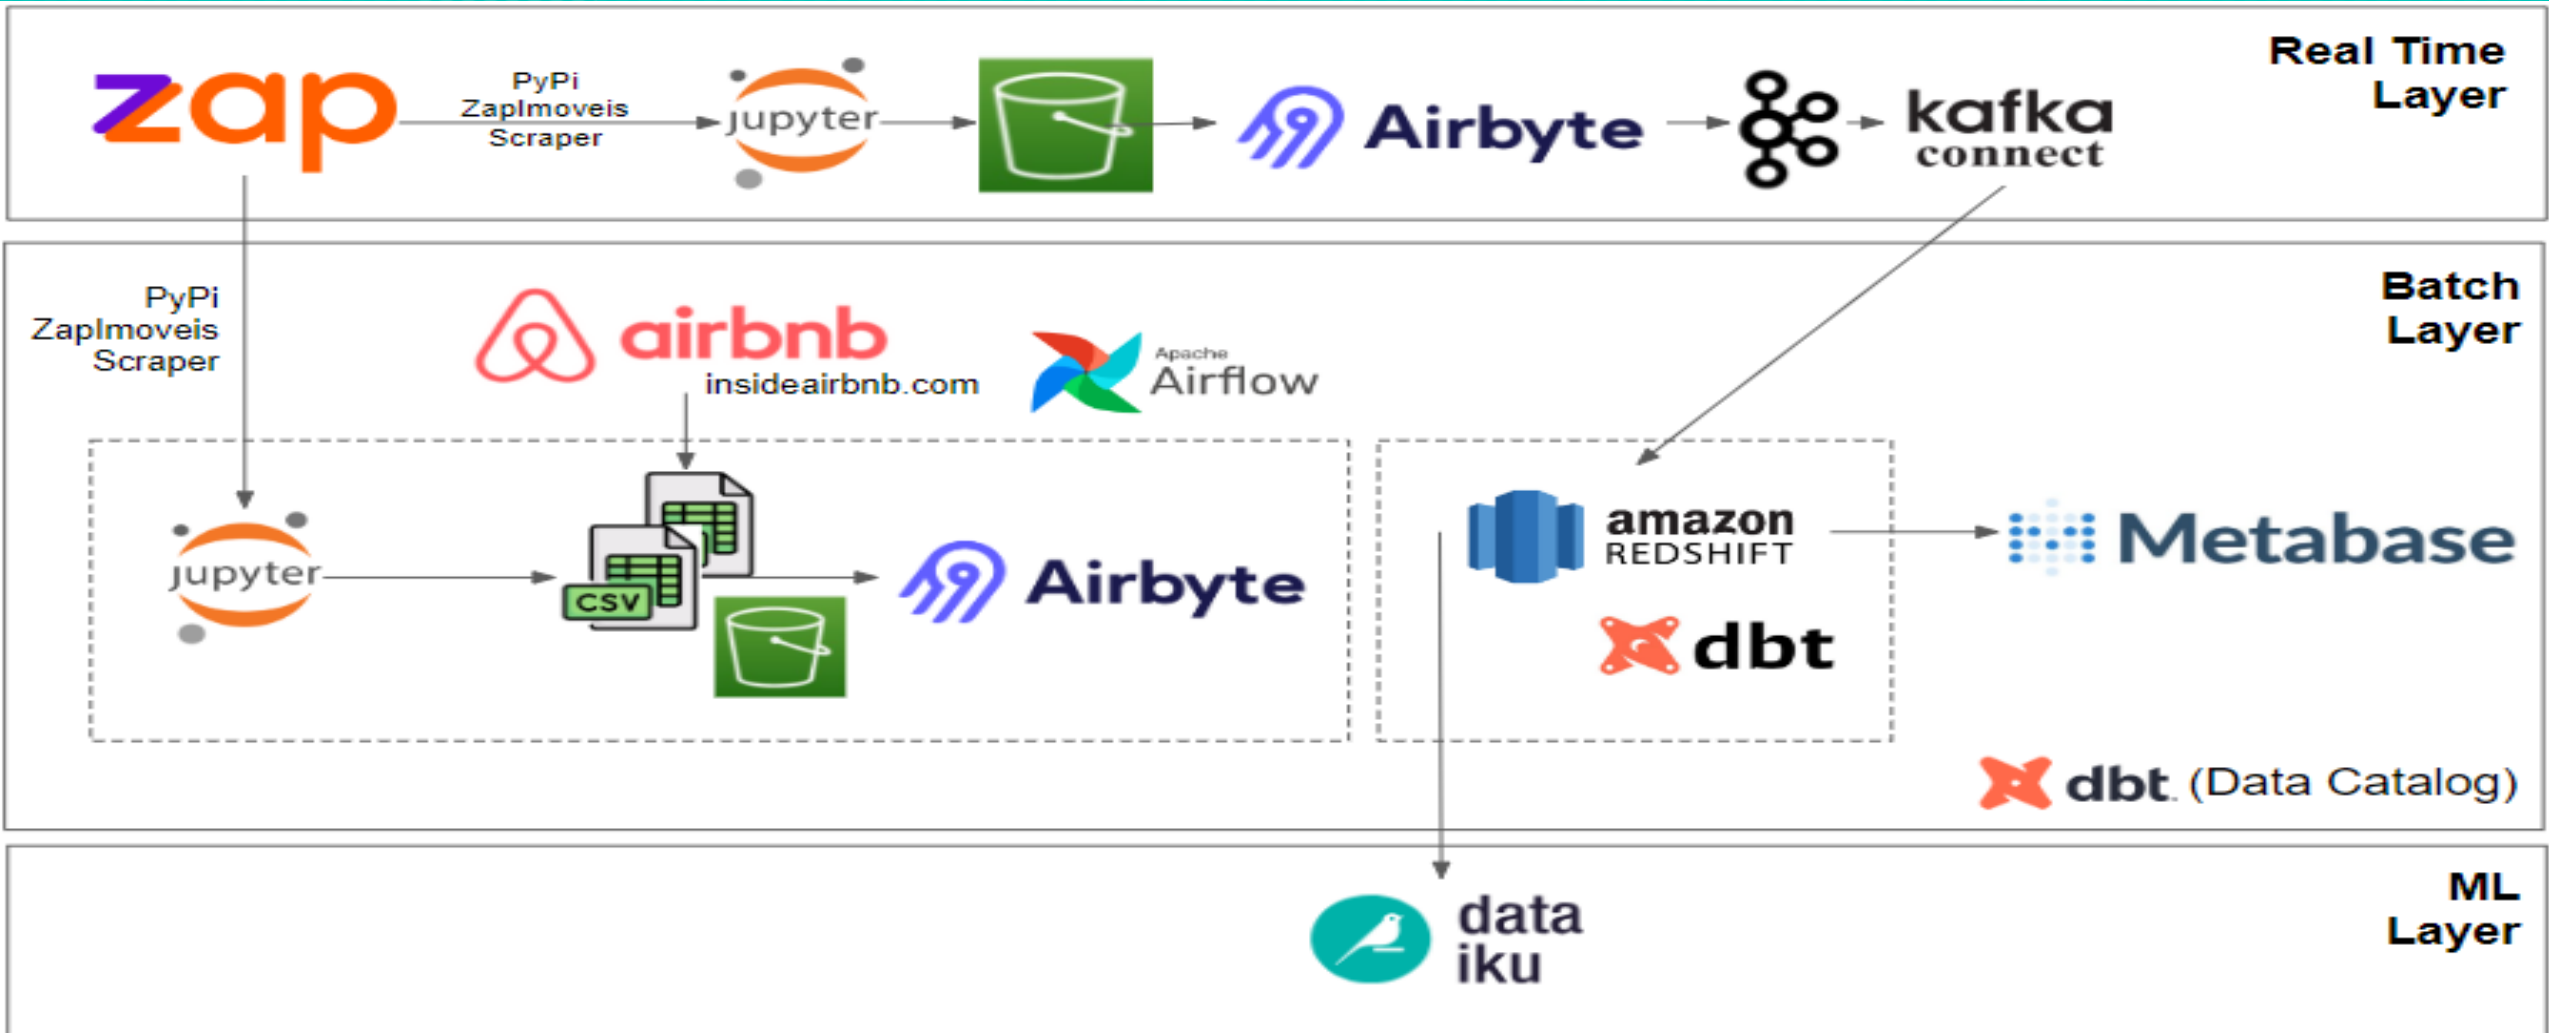 Real Time
Layer
zap
PyPi
ZapImoveis
Scraper
jupyter
Airbyte
kafka
connect
Batch
Layer
PyPi
ZapImoveis
Scraper
airbnb
insideairbnb.com
Apache
Airflow
jupyter
CSV
Airbyte
amazon
REDSHIFT
dbt
Metabase
dbt (Data Catalog)
ML
Layer
data
iku